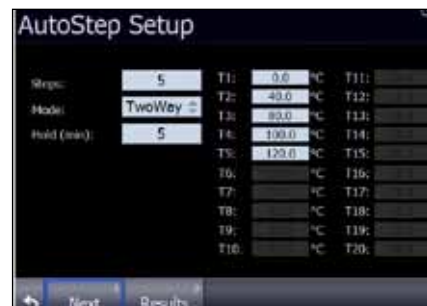 AutoStep Setup
Steps: 5 T1: 0.0 °C T11:
Mode: TwoWay T2: 40.0 °C T12:
Hold (min): 5 T3: 80.0 °C T13:
T4: 100.0 °C T14:
T5: 120.0 °C T15:
T6: °C T16:
T7: °C T17:
T8: °C T18:
T9: °C T19:
T10: °C T20:
Next Results